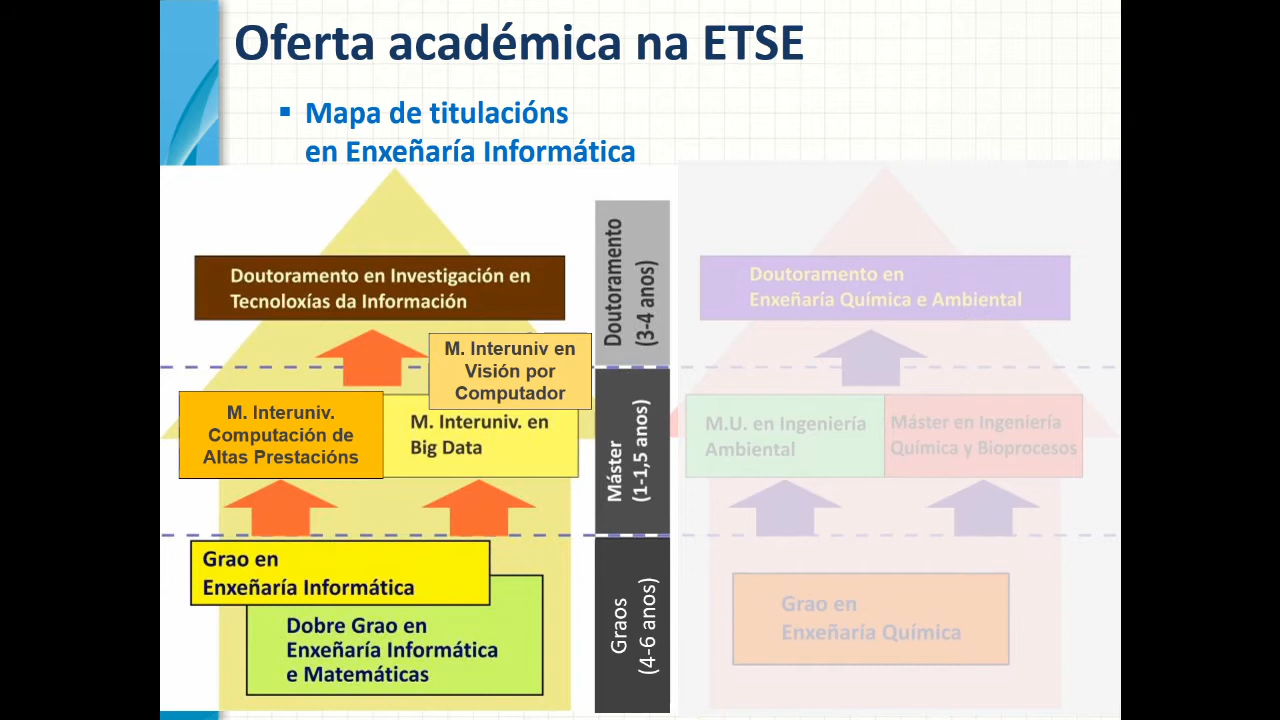 Oferta académica na ETSE
▪ Mapa de titulacións
en Enxeñaría Informática
Doutoramento en Investigación en
Tecnoloxías da Información
M. Interuniv en
Visión por
Computador
M. Interuniv.
Computación de
Altas Prestacións
M. Interuniv. en
Big Data
Grao en
Enxeñaría Informática
Dobre Grao en
Enxeñaría Informática
e Matemáticas
Doutoramento
(3-4 anos)
Máster
(1-1,5 anos)
Graos
(4-6 anos)
Doutoramento en
Enxeñaría Química e Ambiental
M.U. en Ingeniería
Ambiental
Máster en Ingeniería
Química y Bioprocesos
Grao en
Enxeñaría Química